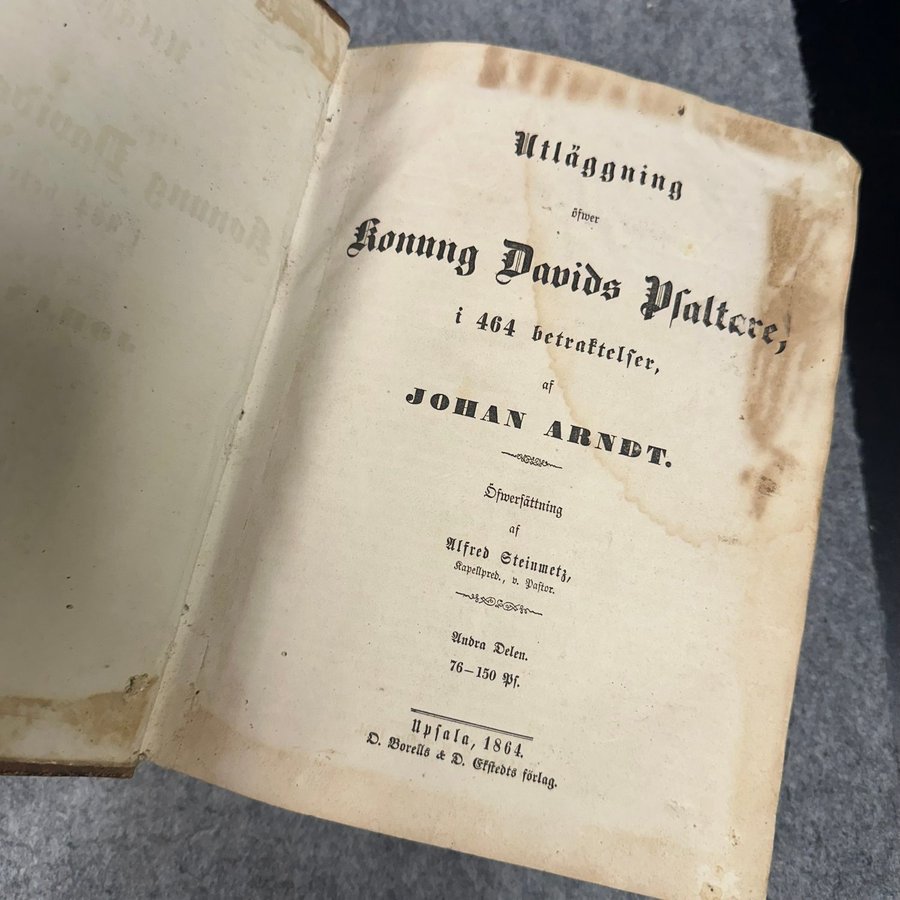 Utläggning
öfwer
Konung Davids Psaltare,
i 464 betraktelser,
af
JOHAN ARNDT.
Öfwersättning
af
Alfred Steinmetz,
Kapellpred., v. Pastor.
Andra Delen.
76–150 Ps.
Upsala, 1864.
D. Borells & D. Ekstedts förlag.